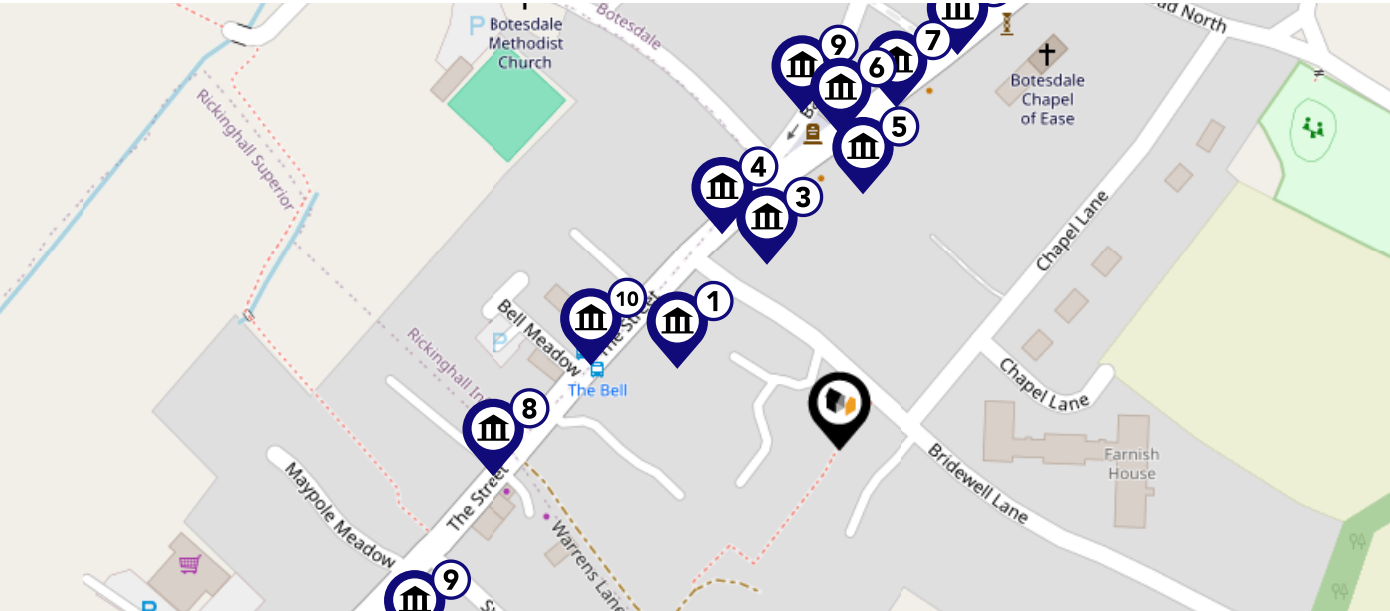 P
Botesdale
Methodist
Church
Botesdale
ad North
9
7
6
Botesdale
Chapel
of Ease
5
Rickinghall Superior
4
3
Chapel Lane
10
1
Bell Meadow
The Street
P
The Bell
Rickinghall In
Chapel Lane
8
Farnish
House
Bridewell Lane
The Street
Maypole Meadow
Warrens Lane
9
P